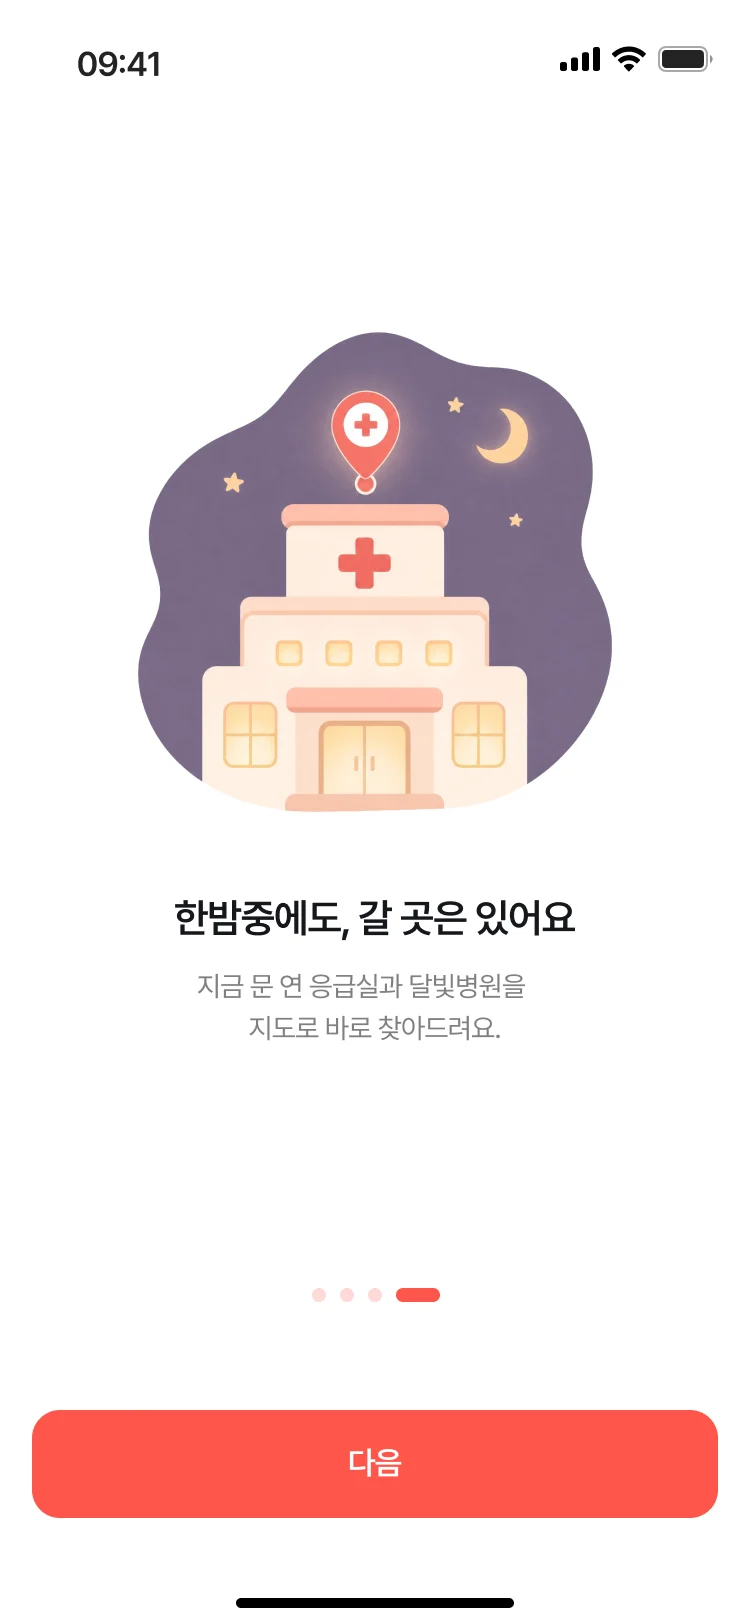 09:41
한밤중에도, 갈 곳은 있어요
지금 문 연 응급실과 달빛병원을
지도로 바로 찾아드려요.
다음